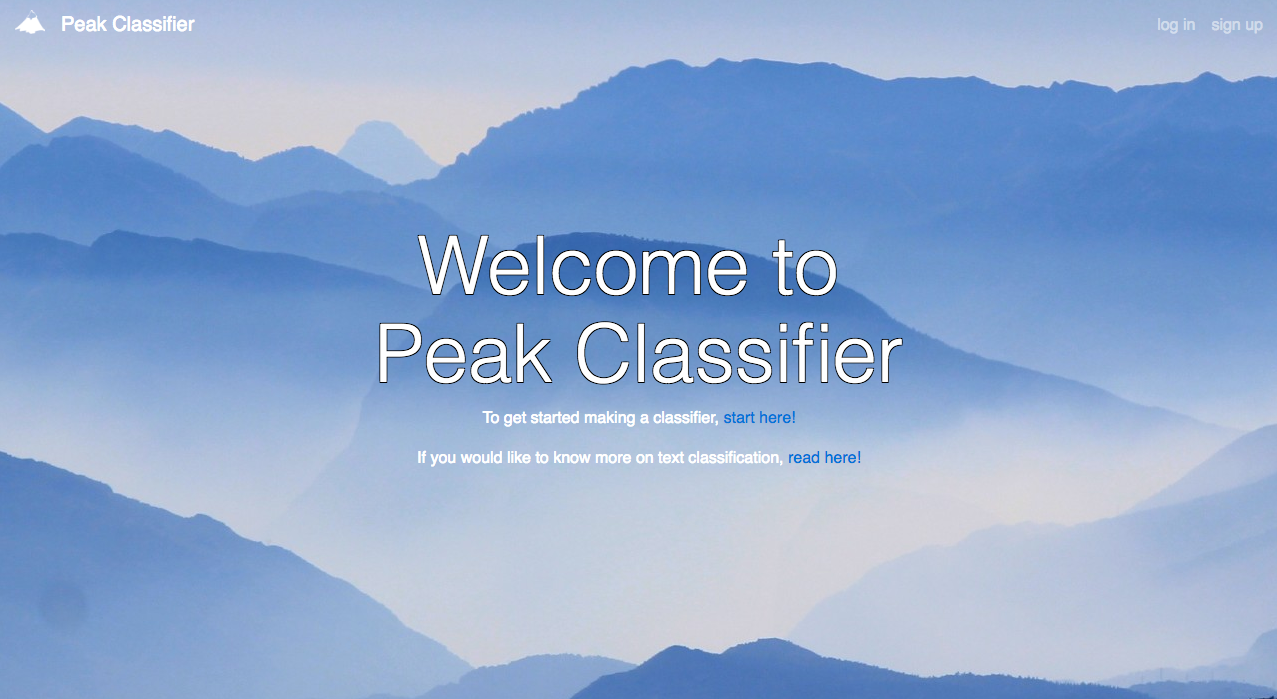 Peak Classifier
log in
sign up
Welcome to
Peak Classifier
To get started making a classifier, start here!
If you would like to know more on text classification, read here!